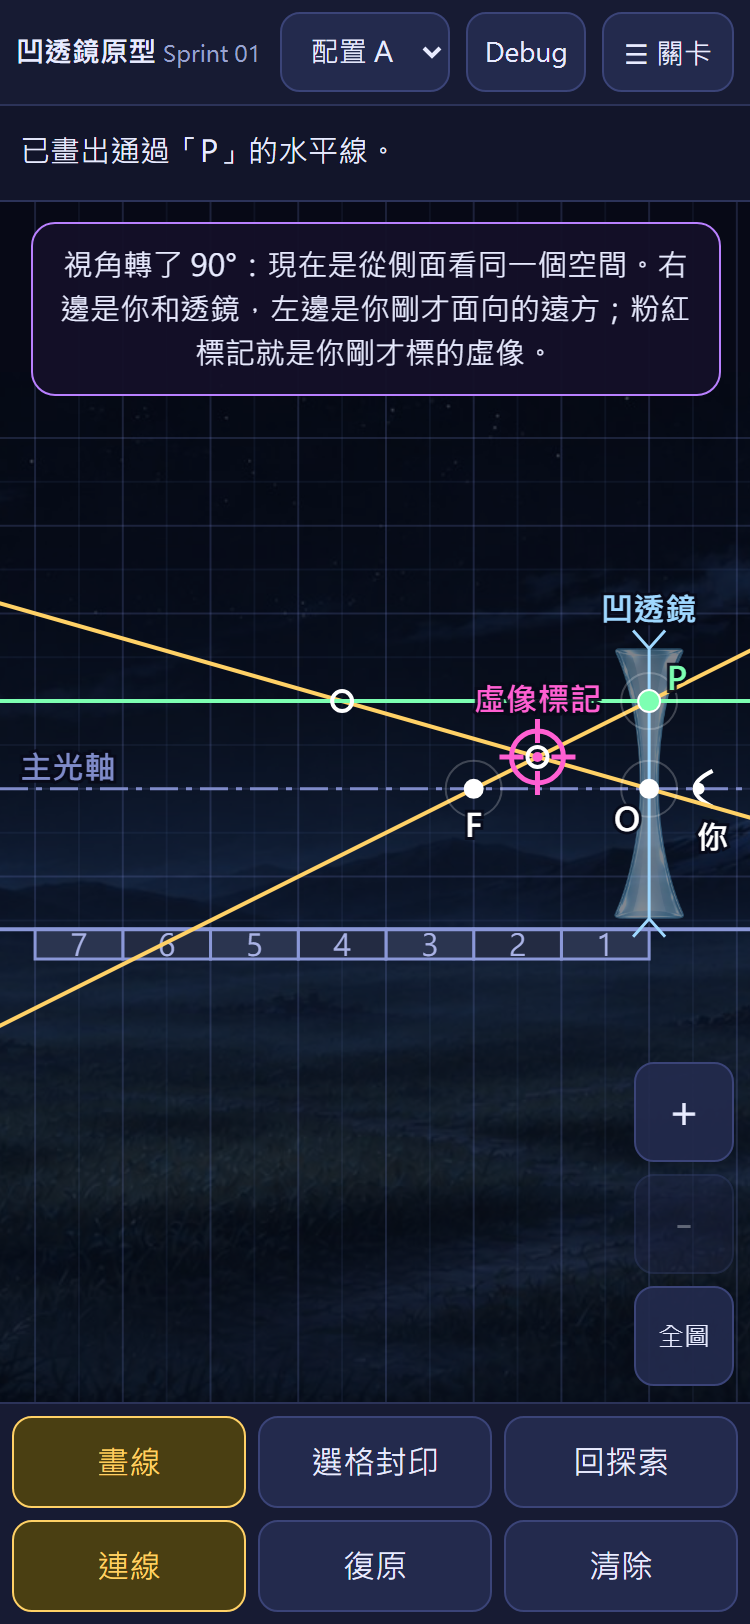 凹透鏡原型 Sprint 01
配置 A
Debug
☰ 關卡
已畫出通過「P」的水平線。
視角轉了 90°：現在是從側面看同一個空間。右
邊是你和透鏡，左邊是你剛才面向的遠方；粉紅
標記就是你剛才標的虛像。
凹透鏡
P
虛像標記
主光軸
F
O
你
7 6 5 4 3 2 1
+
-
全圖
畫線
選格封印
回探索
連線
復原
清除